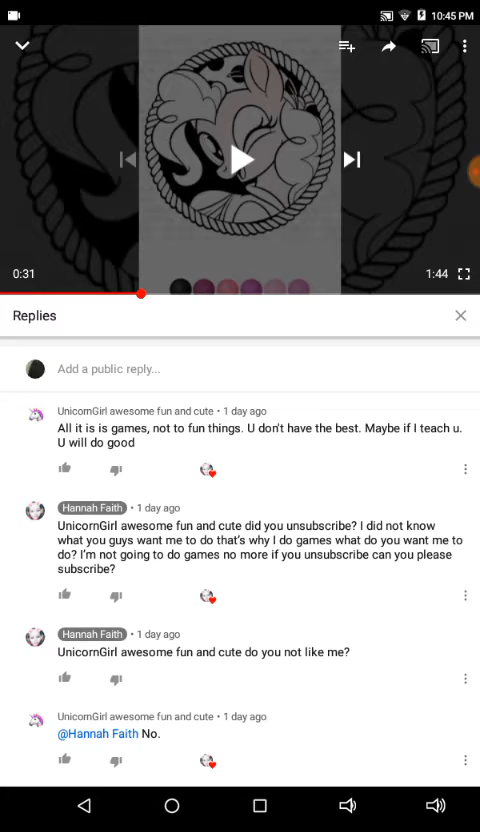 10:45 PM
0:31
1:44
Replies
Add a public reply...
UnicornGirl awesome fun and cute • 1 day ago
All it is is games, not to fun things. U don't have the best. Maybe if I teach u.
U will do good
Hannah Faith • 1 day ago
UnicornGirl awesome fun and cute did you unsubscribe? I did not know
what you guys want me to do that's why I do games what do you want me to
do? I'm not going to do games no more if you unsubscribe can you please
subscribe?
Hannah Faith • 1 day ago
UnicornGirl awesome fun and cute do you not like me?
UnicornGirl awesome fun and cute • 1 day ago
@Hannah Faith No.